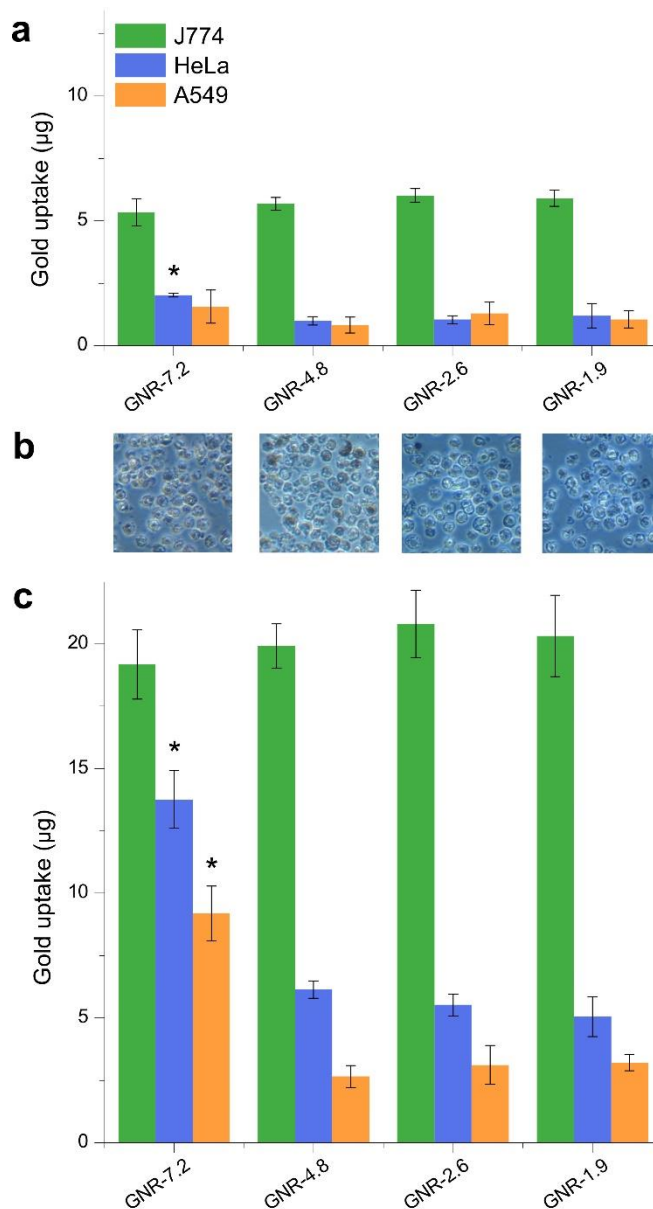 a
J774
HeLa
A549
Gold uptake (µg)
10
5
0
*
GNR-7.2
GNR-4.8
GNR-2.6
GNR-1.9
b
c
Gold uptake (µg)
20
15
10
5
0
*
*
GNR-7.2
GNR-4.8
GNR-2.6
GNR-1.9